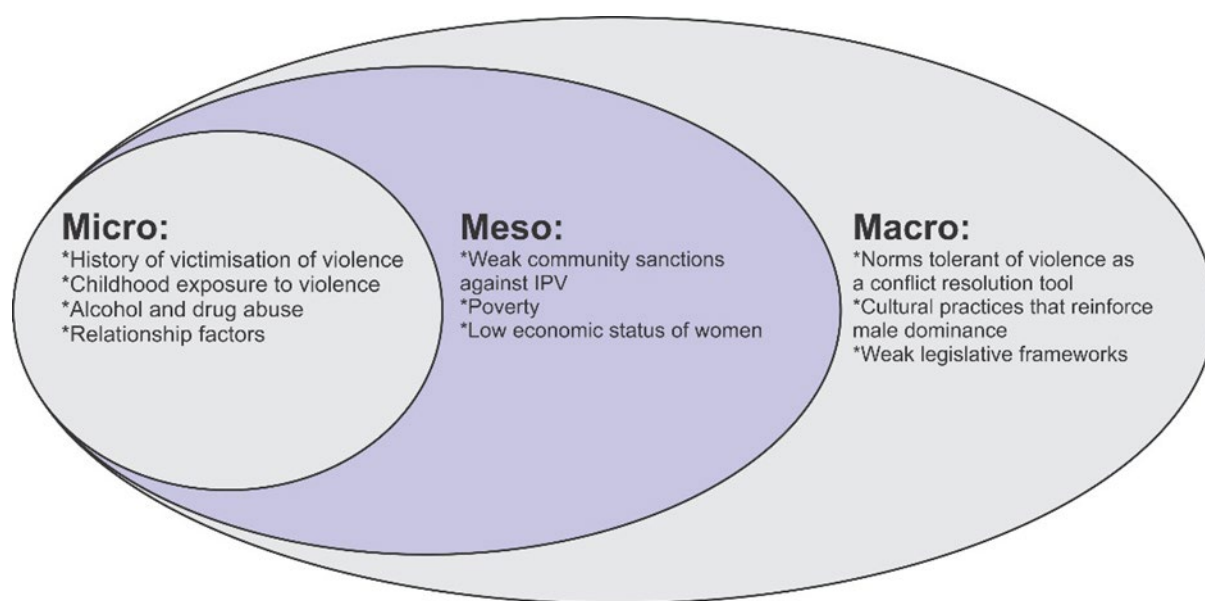 Micro:
*History of victimisation of violence
*Childhood exposure to violence
*Alcohol and drug abuse
*Relationship factors
Meso:
*Weak community sanctions
against IPV
*Poverty
*Low economic status of women
Macro:
*Norms tolerant of violence as
a conflict resolution tool
*Cultural practices that reinforce
male dominance
*Weak legislative frameworks